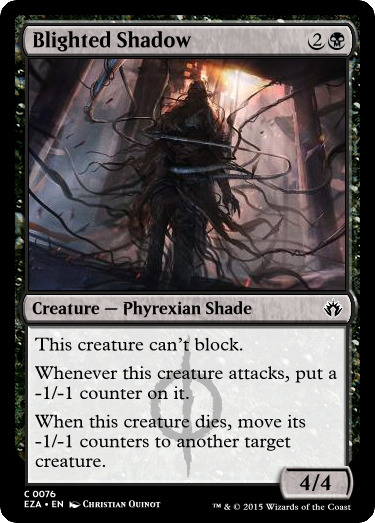 Blighted Shadow 2
Creature — Phyrexian Shade
This creature can't block.
Whenever this creature attacks, put a
-1/-1 counter on it.
When this creature dies, move its
-1/-1 counters to another target
creature.
4/4
C 0076
EZA • EN Christian Quinot
™ & © 2015 Wizards of the Coast